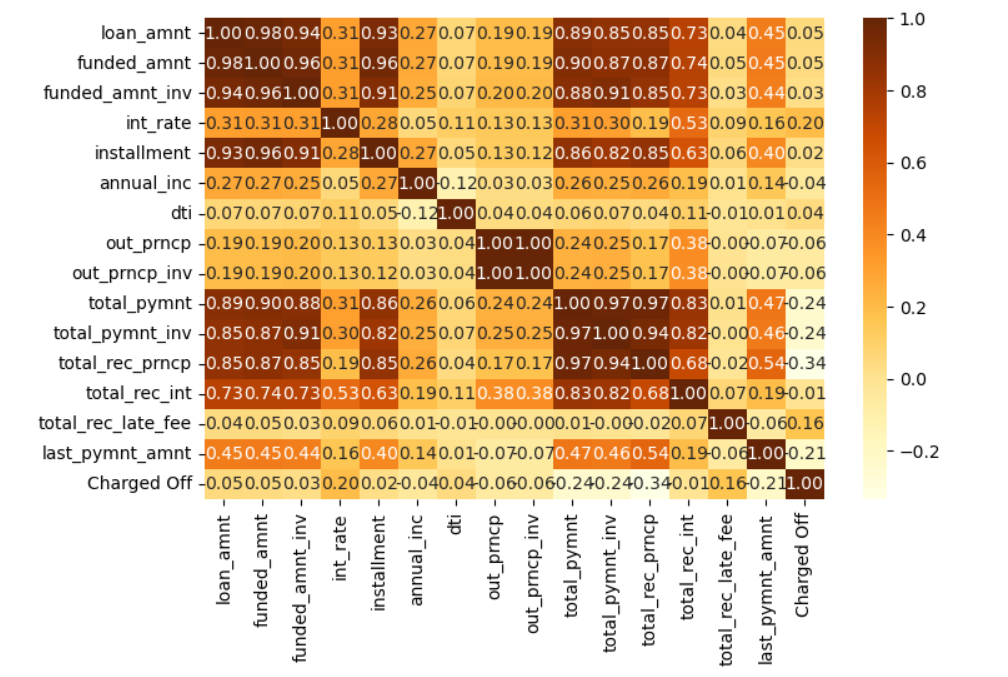 loan_amnt 1.00 0.98 0.94 0.31 0.93 0.27 0.07 0.19 0.19 0.89 0.85 0.85 0.73 0.04 0.45 0.05 1.0
funded_amnt 0.98 1.00 0.96 0.31 0.96 0.27 0.07 0.19 0.19 0.90 0.87 0.87 0.74 0.05 0.45 0.05
funded_amnt_inv 0.94 0.96 1.00 0.31 0.91 0.25 0.07 0.20 0.20 0.88 0.91 0.85 0.73 0.03 0.44 0.03
0.8
int_rate 0.31 0.31 0.31 1.00 0.28 0.05 0.11 0.13 0.13 0.31 0.30 0.19 0.53 0.09 0.16 0.20
installment 0.93 0.96 0.91 0.28 1.00 0.27 0.05 0.13 0.12 0.86 0.82 0.85 0.63 0.06 0.40 0.02
0.6
annual_inc 0.27 0.27 0.25 0.05 0.27 1.00 -0.12 0.03 0.03 0.26 0.25 0.26 0.19 0.01 0.14 -0.04
dti 0.07 0.07 0.07 0.11 0.05 -0.12 1.00 0.04 0.04 0.06 0.07 0.04 0.11 -0.01 0.01 0.04
0.4
out_prncp 0.19 0.19 0.20 0.13 0.13 0.03 0.04 1.00 1.00 0.24 0.25 0.17 0.38 -0.00 -0.07 -0.06
out_prncp_inv 0.19 0.19 0.20 0.13 0.12 0.03 0.04 1.00 1.00 0.24 0.25 0.17 0.38 -0.00 -0.07 -0.06
total_pymnt 0.89 0.90 0.88 0.31 0.86 0.26 0.06 0.24 0.24 1.00 0.97 0.97 0.83 0.01 0.47 -0.24
0.2
total_pymnt_inv 0.85 0.87 0.91 0.30 0.82 0.25 0.07 0.25 0.25 0.97 1.00 0.94 0.82 -0.00 0.46 -0.24
total_rec_prncp 0.85 0.87 0.85 0.19 0.85 0.26 0.04 0.17 0.17 0.97 0.94 1.00 0.68 -0.02 0.54 -0.34
0.0
total_rec_int 0.73 0.74 0.73 0.53 0.63 0.19 0.11 0.38 0.38 0.83 0.82 0.68 1.00 0.07 0.19 -0.01
total_rec_late_fee 0.04 0.05 0.03 0.09 0.06 0.01 -0.01 -0.00 -0.00 0.01 -0.00 -0.02 0.07 1.00 -0.06 0.16
last_pymnt_amnt 0.45 0.45 0.44 0.16 0.40 0.14 0.01 -0.07 -0.07 0.47 0.46 0.54 0.19 -0.06 1.00 -0.21
−0.2
Charged Off 0.05 0.05 0.03 0.20 0.02 -0.04 0.04 -0.06 -0.06 -0.24 -0.24 -0.34 -0.01 0.16 -0.21 1.00
loan_amnt
funded_amnt
funded_amnt_inv
int_rate
installment
annual_inc
dti
out_prncp
out_prncp_inv
total_pymnt
total_pymnt_inv
total_rec_prncp
total_rec_int
total_rec_late_fee
last_pymnt_amnt
Charged Off